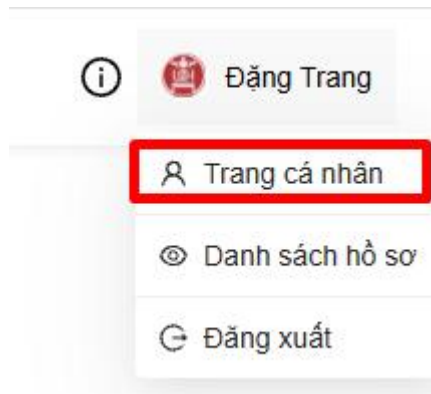 Đặng Trang
Trang cá nhân
Danh sách hồ sơ
Đăng xuất